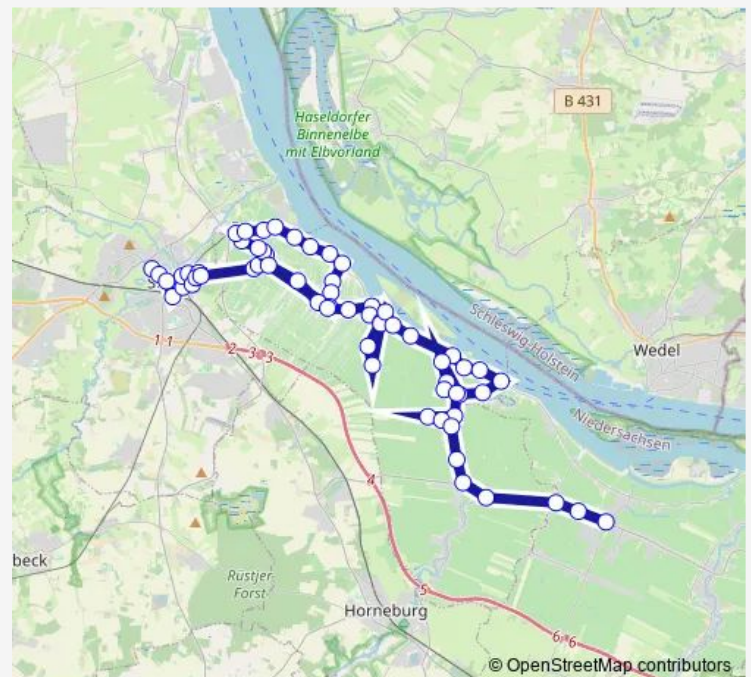 B 431
Haseldorfer
Binnenelbe
mit Elbvorland
Schleswig-Holstein
Wedel
Niedersachsen
1 1
2
3
3
4
beck
Rüstjer
Forst
Horneburg
5
6
6
© OpenStreetMap contributors